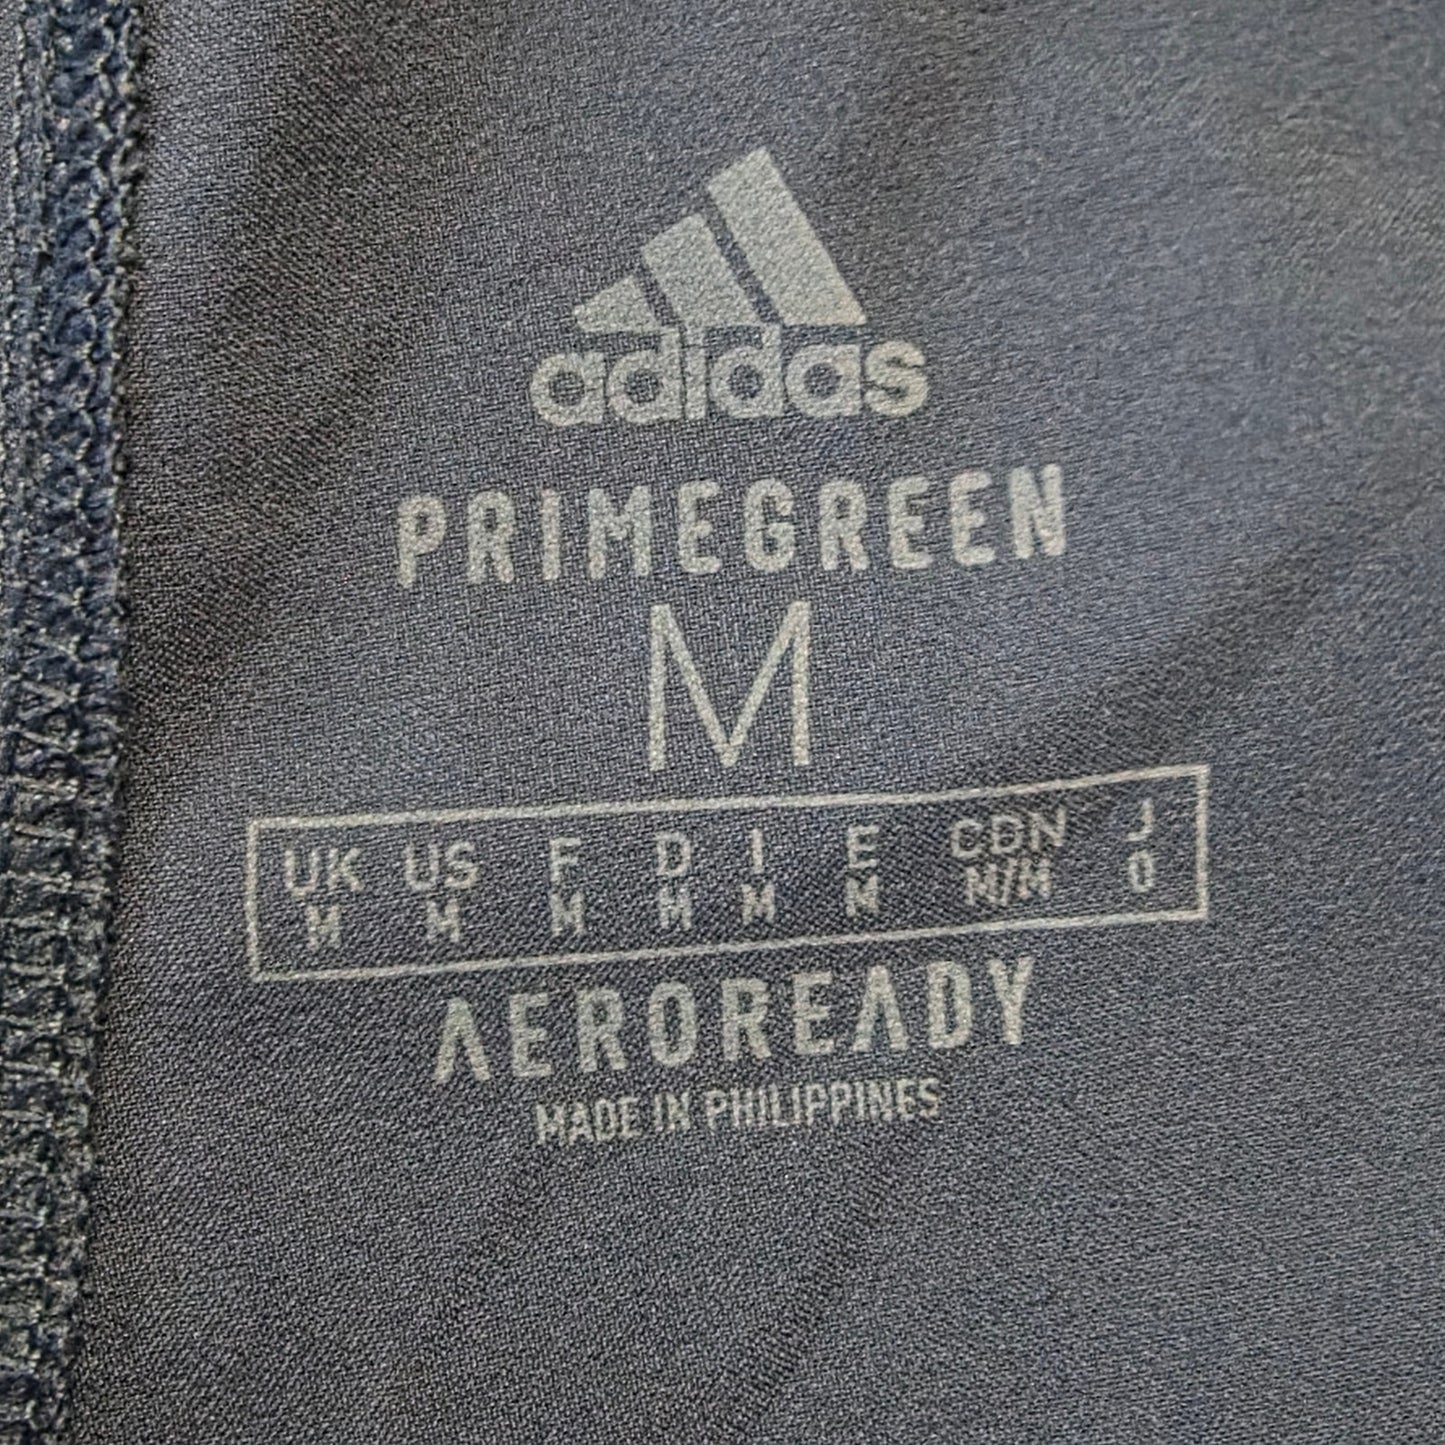 adidas
PRIMEGREEN
M
UK US F D I E CDN J
M M M M M M M/M O
AEROREADY
MADE IN PHILIPPINES